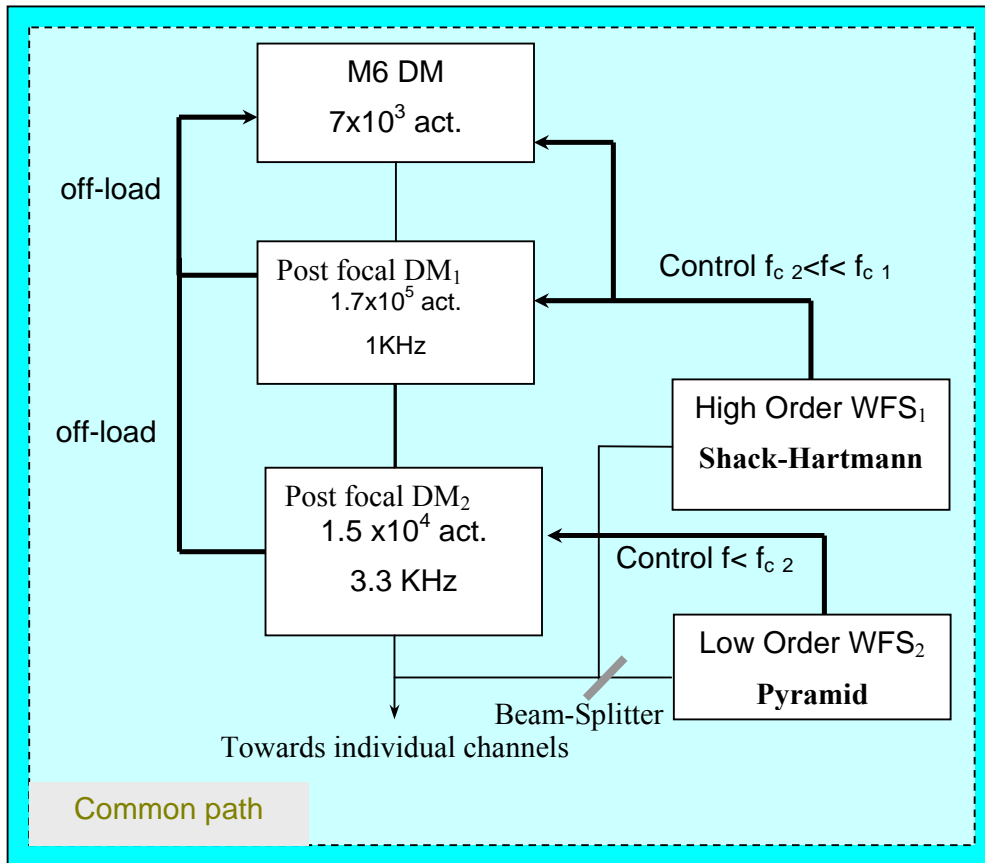 M6 DM
7x10³ act.
off-load
Post focal DM₁
1.7x10⁵ act.
1KHz
Control f꜀ ₂<f< f꜀ ₁
off-load
High Order WFS₁
Shack-Hartmann
Post focal DM₂
1.5 x10⁴ act.
3.3 KHz
Control f< f꜀ ₂
Low Order WFS₂
Pyramid
Beam-Splitter
Towards individual channels
Common path